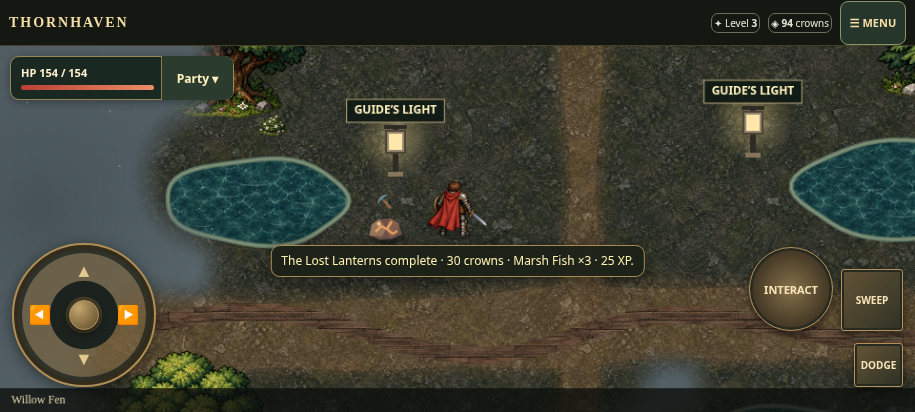 THORNHAVEN
✦ Level 3
◈ 94 crowns
☰ MENU
HP 154 / 154
Party ▾
GUIDE'S LIGHT
GUIDE'S LIGHT
The Lost Lanterns complete · 30 crowns · Marsh Fish ×3 · 25 XP.
INTERACT
SWEEP
DODGE
Willow Fen